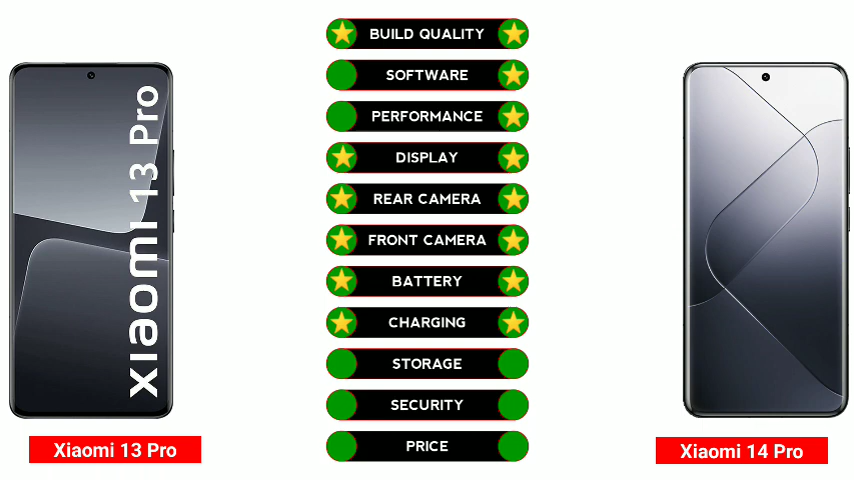 BUILD QUALITY
SOFTWARE
PERFORMANCE
DISPLAY
REAR CAMERA
FRONT CAMERA
BATTERY
CHARGING
STORAGE
SECURITY
PRICE
Xiaomi 13 Pro
Xiaomi 13 Pro
Xiaomi 14 Pro